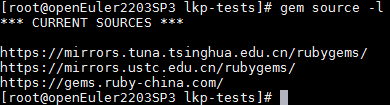 [root@openEuler2203SP3 lkp-tests]# gem source -l
*** CURRENT SOURCES ***
https://mirrors.tuna.tsinghua.edu.cn/rubygems/
https://mirrors.ustc.edu.cn/rubygems/
https://gems.ruby-china.com/
[root@openEuler2203SP3 lkp-tests]#